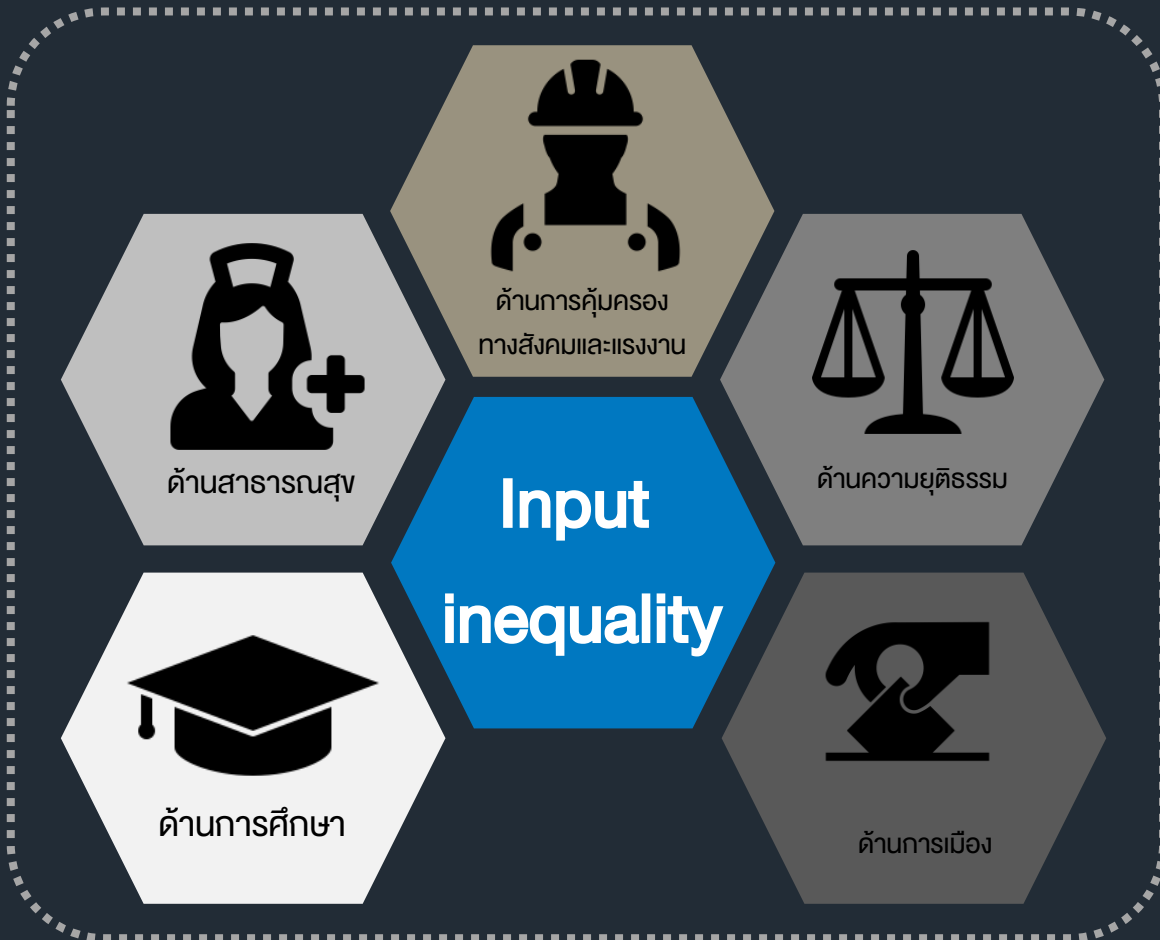 ด้านการคุ้มครอง
ทางสังคมและแรงงาน
ด้านสาธารณสุข
ด้านความยุติธรรม
Input
inequality
ด้านการศึกษา
ด้านการเมือง